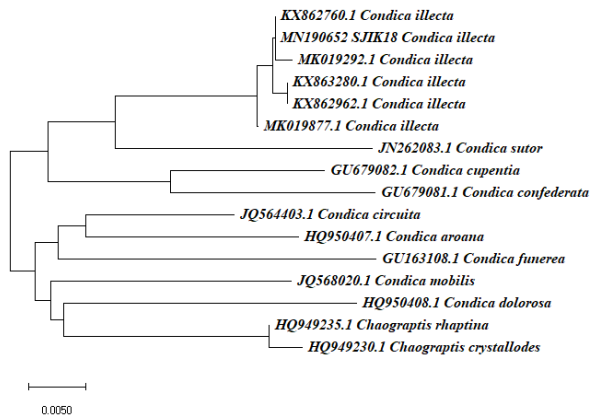 KX862760.1 Condica illecta
MN190652 SJIK18 Condica illecta
MK019292.1 Condica illecta
KX863280.1 Condica illecta
KX862962.1 Condica illecta
MK019877.1 Condica illecta
JN262083.1 Condica sutor
GU679082.1 Condica cupentia
GU679081.1 Condica confederata
JQ564403.1 Condica circuita
HQ950407.1 Condica aroana
GU163108.1 Condica funerea
JQ568020.1 Condica mobilis
HQ950408.1 Condica dolorosa
HQ949235.1 Chaograptis rhaptina
HQ949230.1 Chaograptis crystallodes
0.0050